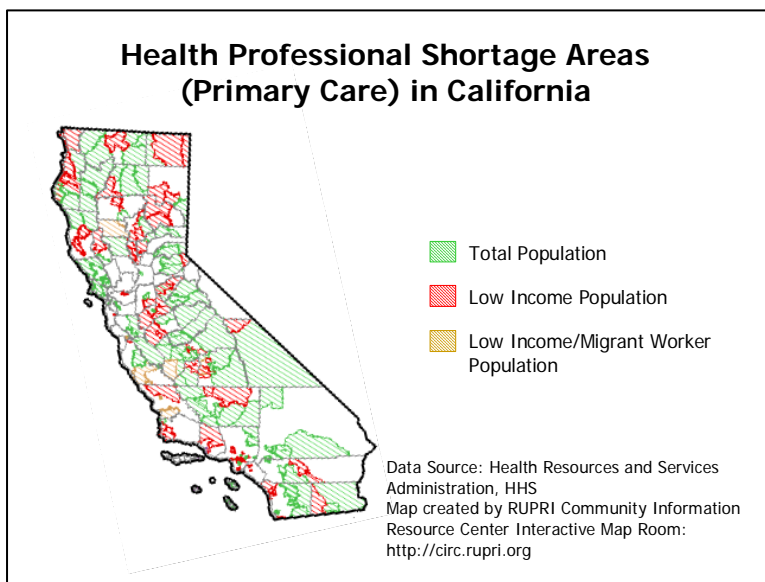 Health Professional Shortage Areas
(Primary Care) in California
Total Population
Low Income Population
Low Income/Migrant Worker
Population
Data Source: Health Resources and Services
Administration, HHS
Map created by RUPRI Community Information
Resource Center Interactive Map Room:
http://circ.rupri.org